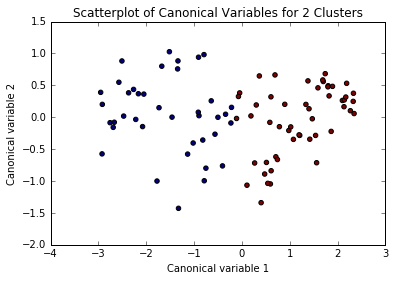 Scatterplot of Canonical Variables for 2 Clusters
1.5
1.0
0.5
0.0
−0.5
−1.0
−1.5
−2.0
Canonical variable 2
−4 −3 −2 −1 0 1 2 3
Canonical variable 1